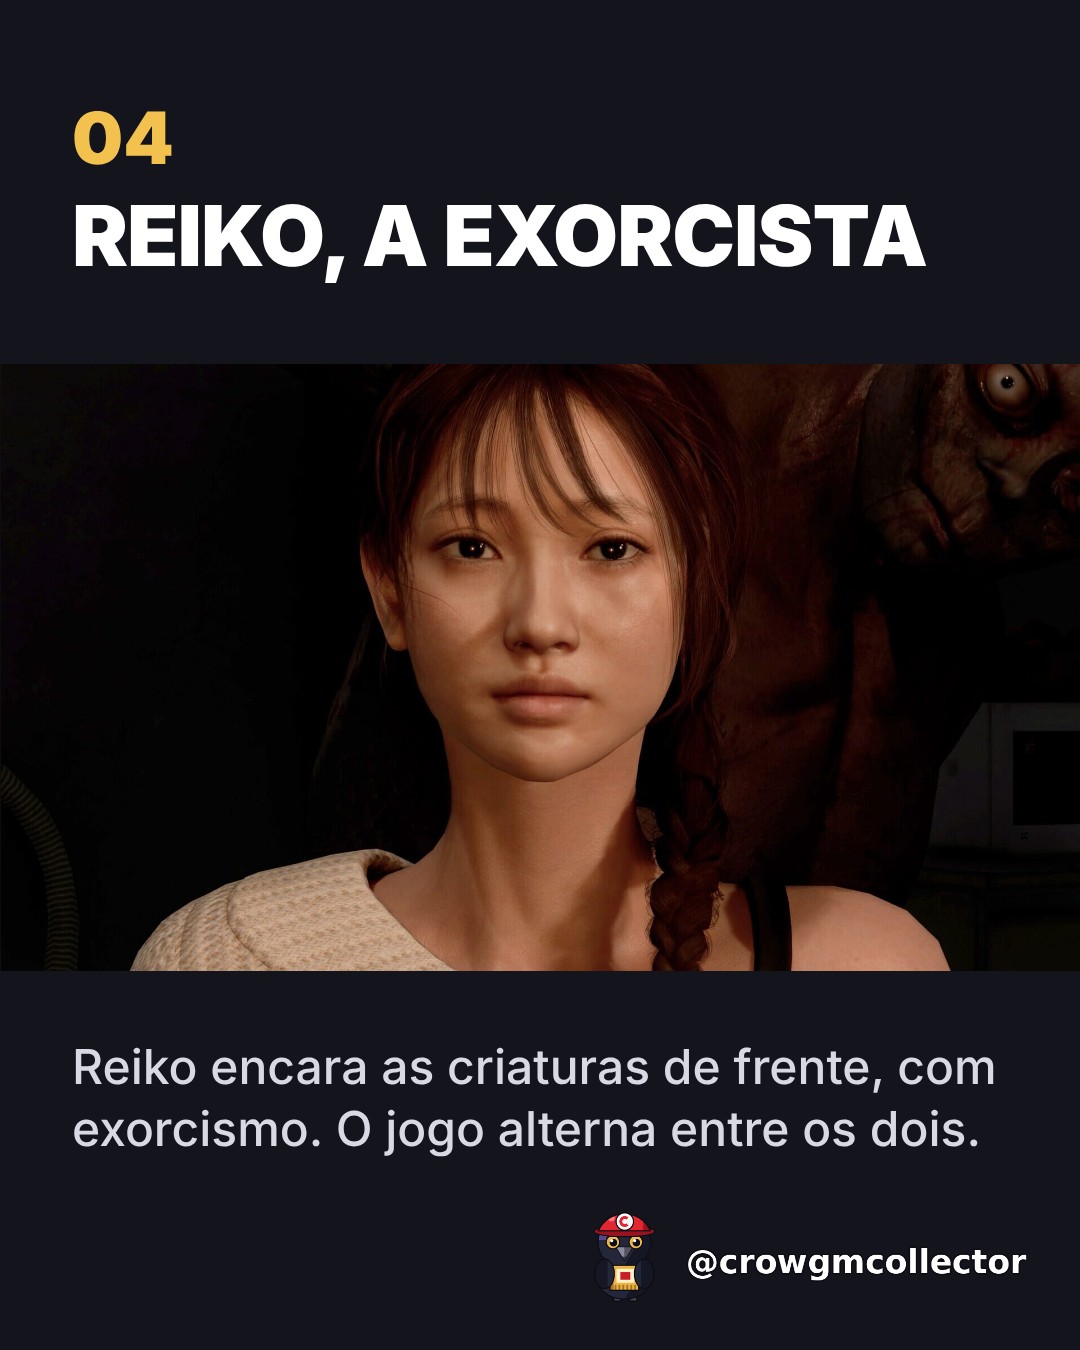 04
REIKO, A EXORCISTA
Reiko encara as criaturas de frente, com
exorcismo. O jogo alterna entre os dois.
C
@crowgmcollector